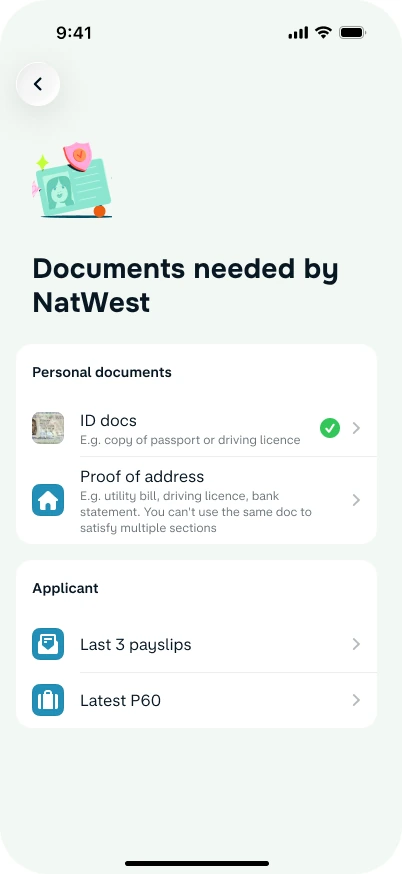 9:41
Documents needed by
NatWest
Personal documents
ID docs
E.g. copy of passport or driving licence
Proof of address
E.g. utility bill, driving licence, bank
statement. You can't use the same doc to
satisfy multiple sections
Applicant
Last 3 payslips
Latest P60